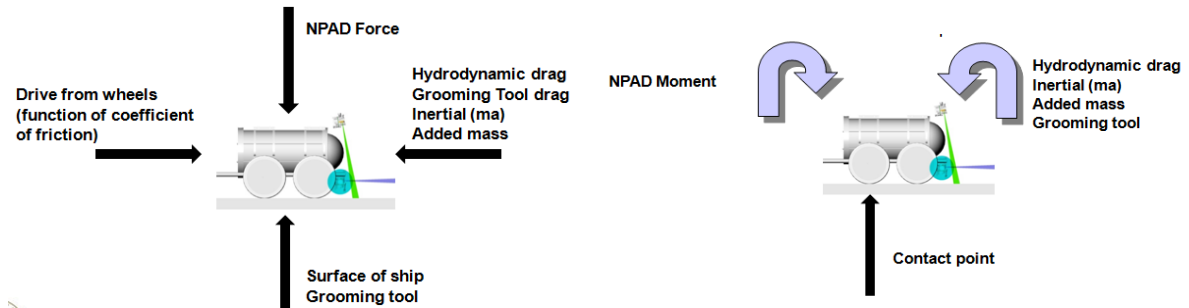 NPAD Force
Drive from wheels
(function of coefficient
of friction)
Hydrodynamic drag
Grooming Tool drag
Inertial (ma)
Added mass
Surface of ship
Grooming tool
NPAD Moment
Hydrodynamic drag
Inertial (ma)
Added mass
Grooming tool
Contact point